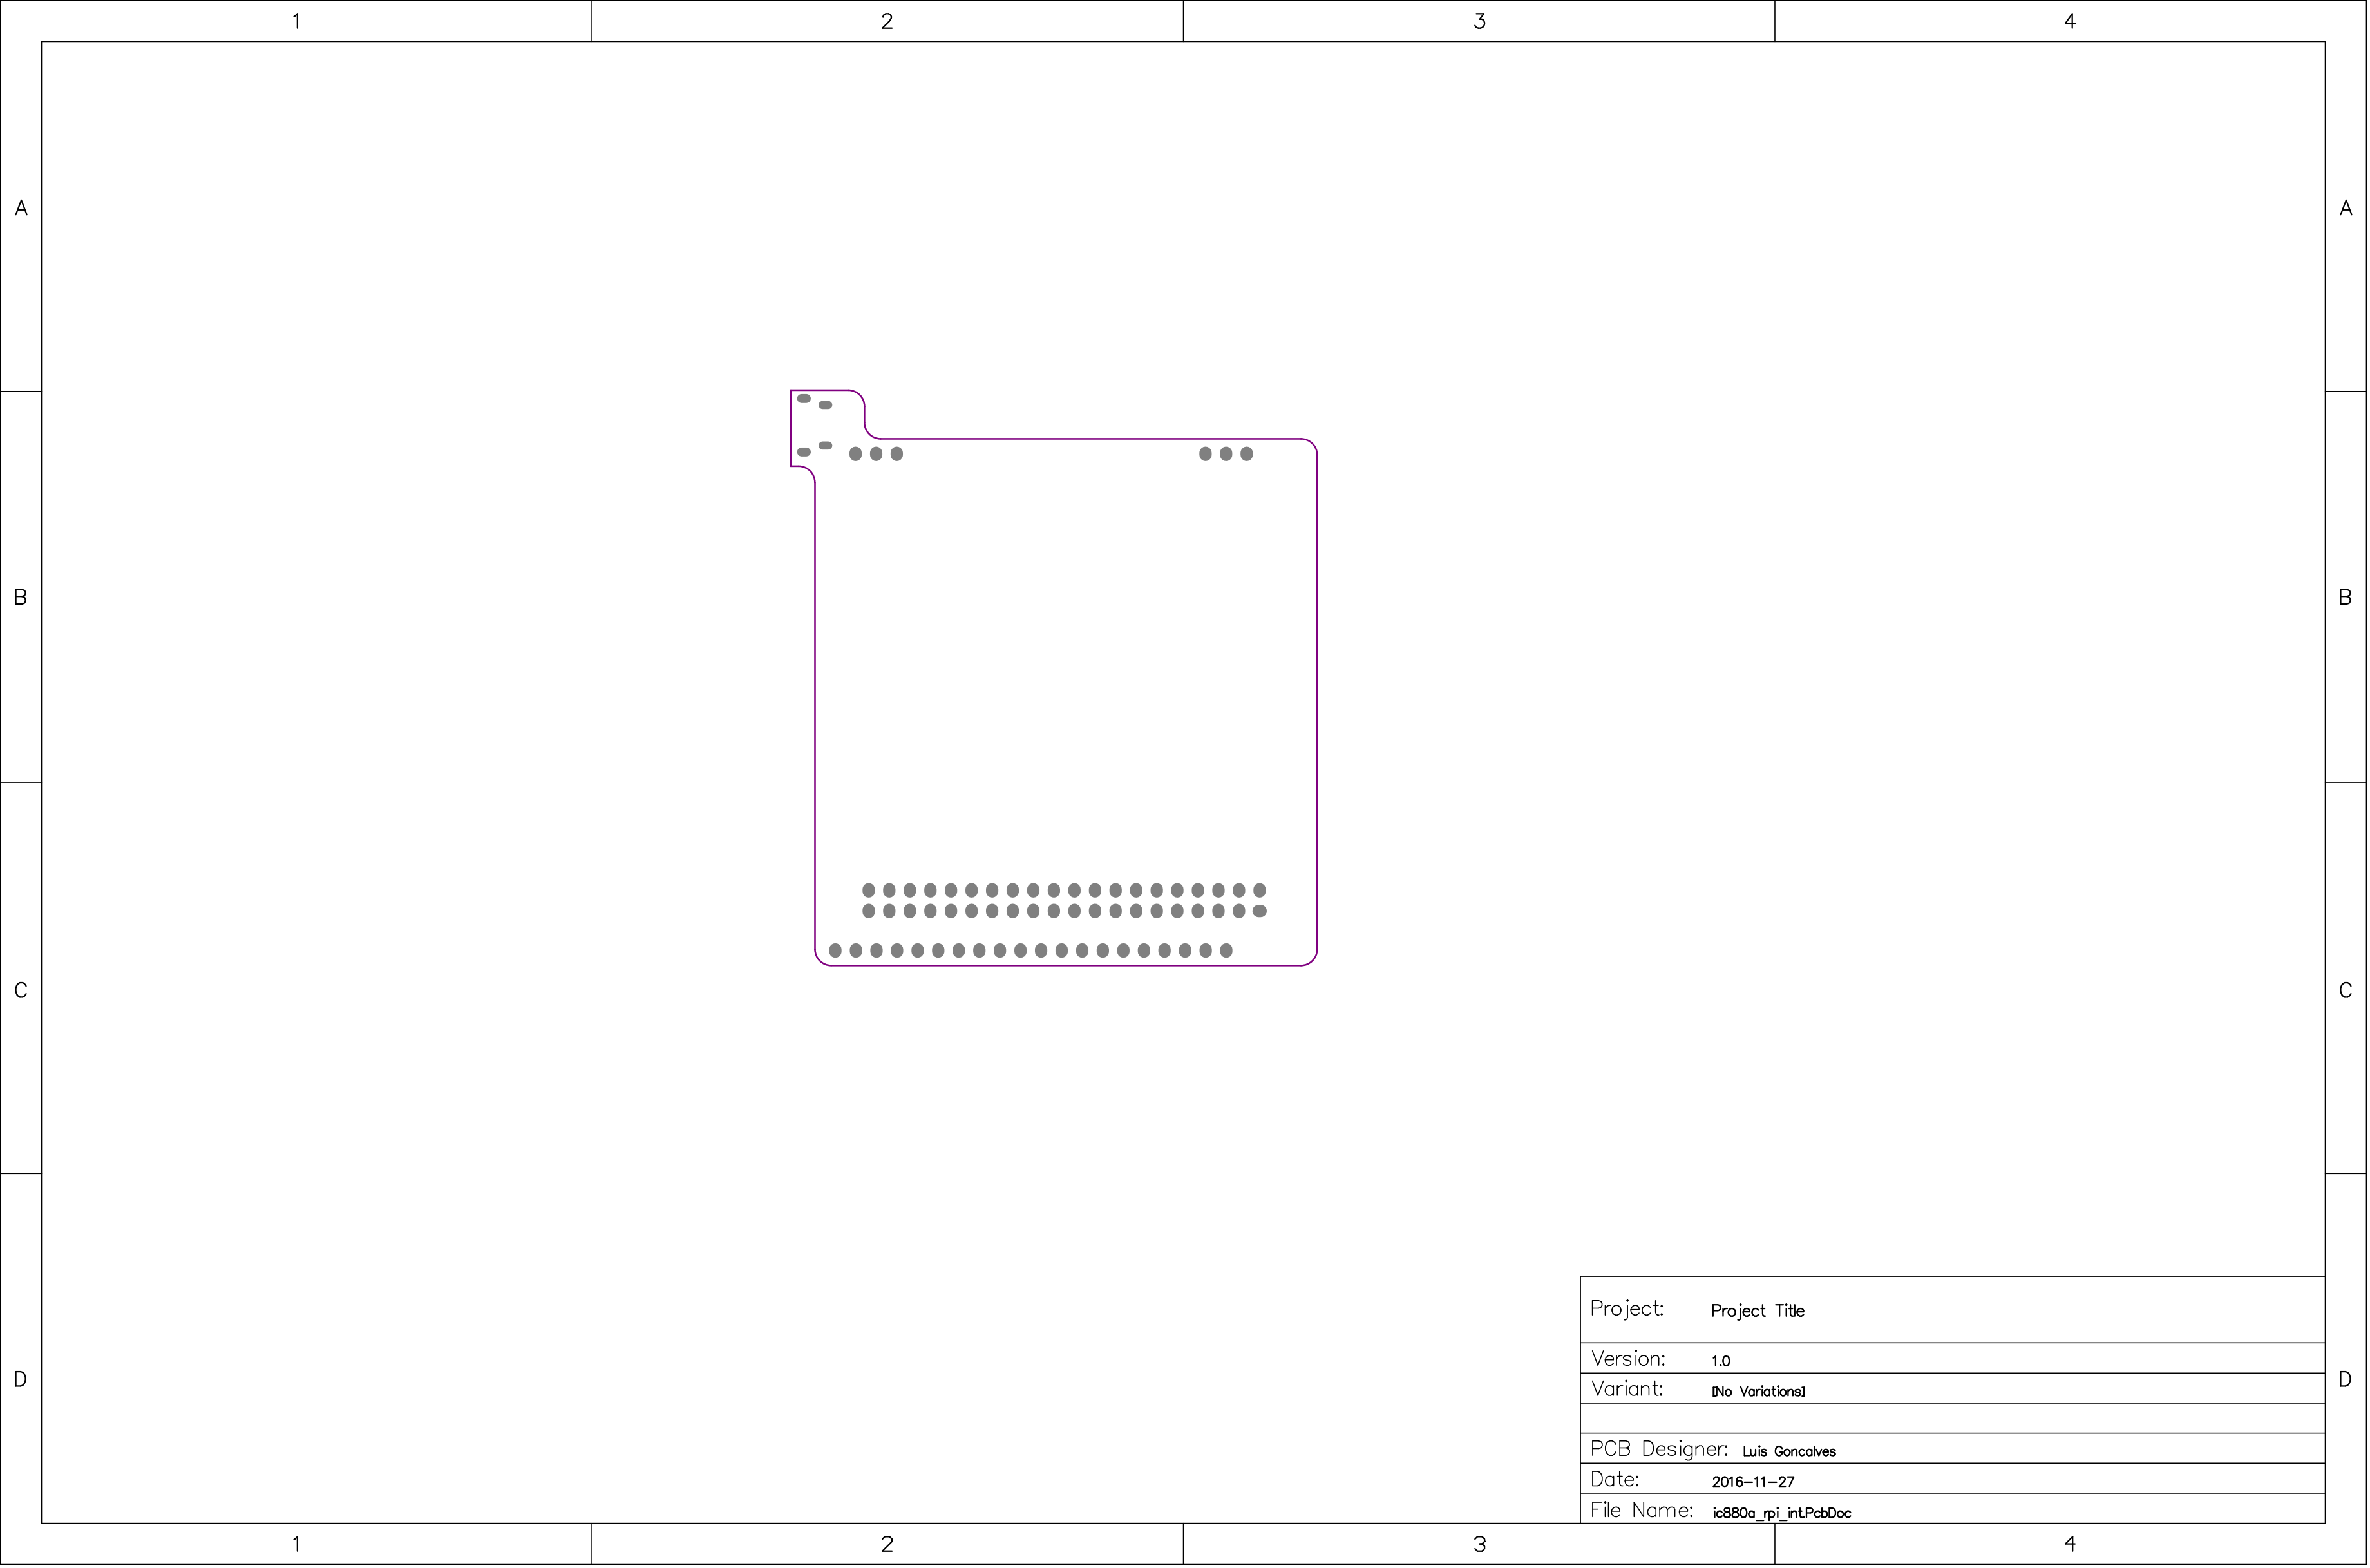 1 2 3 4
A A
B B
C C
D D
Project: Project Title
Version: 1.0
Variant: [No Variations]
PCB Designer: Luis Goncalves
Date: 2016-11-27
File Name: ic880a_rpi_int.PcbDoc
1 2 3 4